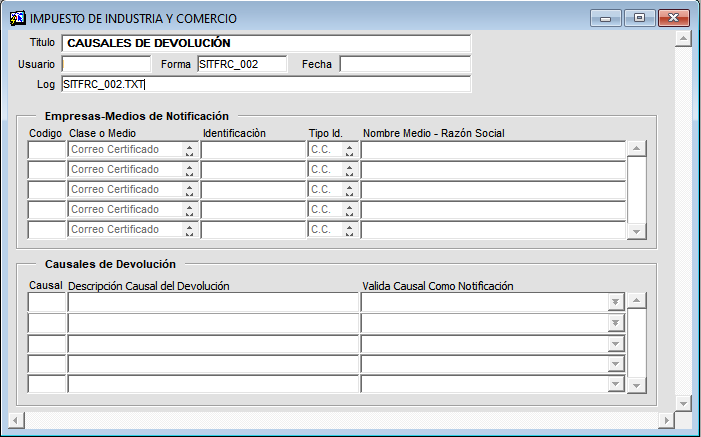 IMPUESTO DE INDUSTRIA Y COMERCIO
Titulo CAUSALES DE DEVOLUCIÓN
Usuario Forma SITFRC_002 Fecha
Log SITFRC_002.TXT
Empresas-Medios de Notificación
Codigo Clase o Medio Identificaciòn Tipo Id. Nombre Medio - Razón Social
Correo Certificado C.C.
Correo Certificado C.C.
Correo Certificado C.C.
Correo Certificado C.C.
Correo Certificado C.C.
Causales de Devolución
Causal Descripción Causal del Devolución Valida Causal Como Notificación